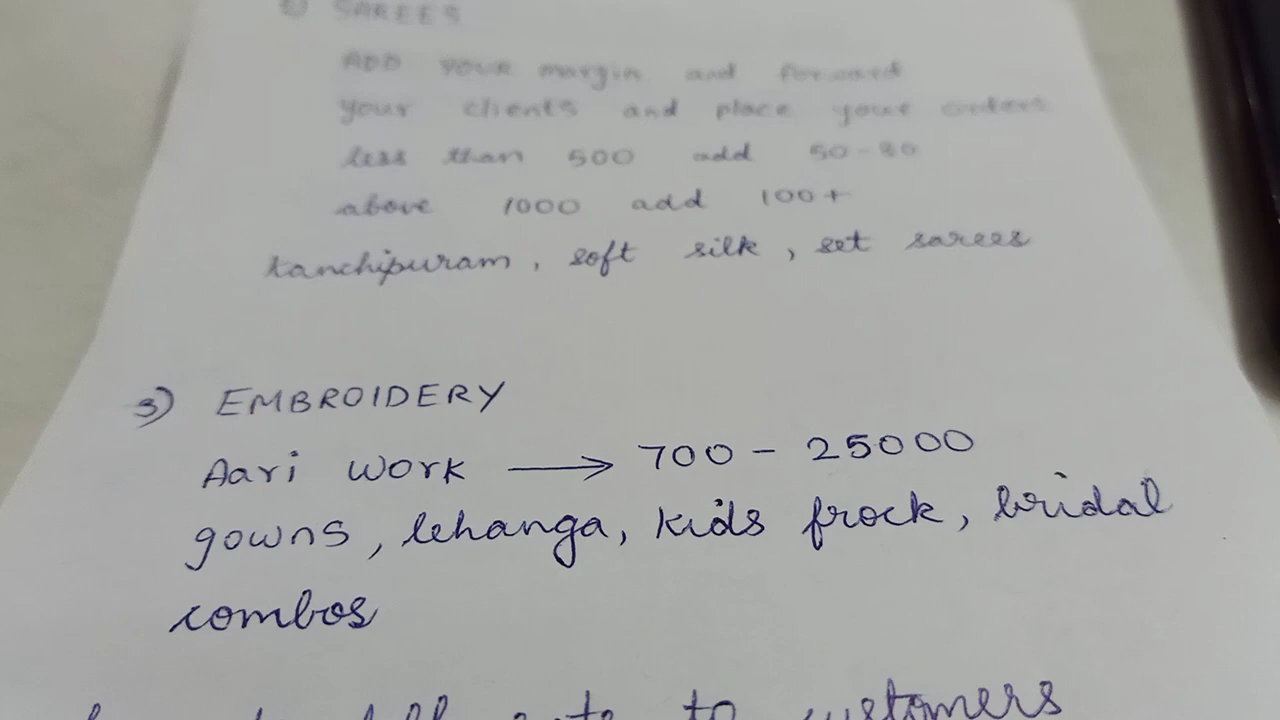 SAREES
ADD your margin and forward
your clients and place your orders
less than 500 add 50-80
above 1000 add 100+
kanchipuram, soft silk, set sarees
3) EMBROIDERY
Aari work → 700 - 25000
gowns, lehanga, kids frock, bridal
combos
to customers